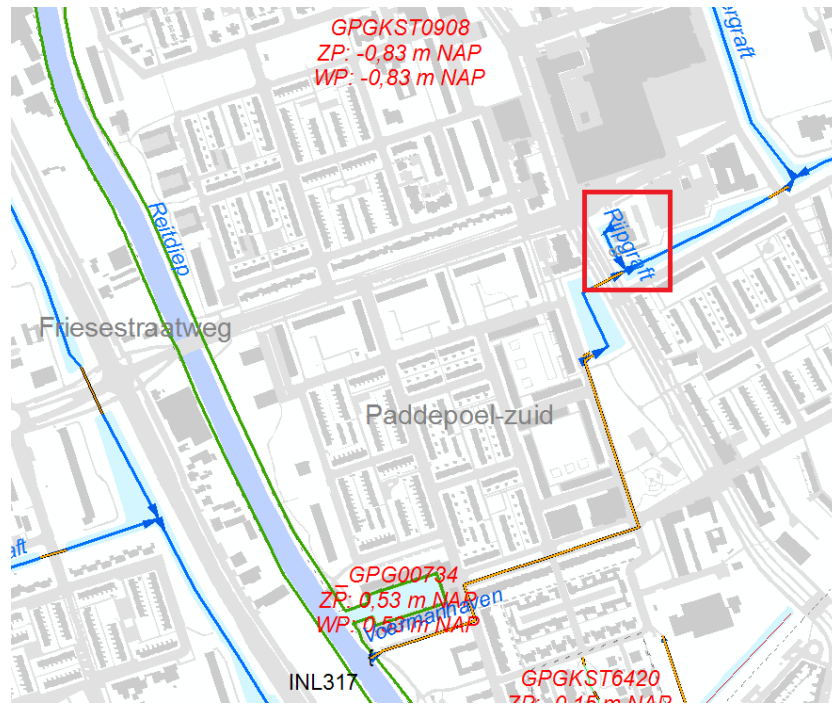 GPGKST0908
ZP: -0,83 m NAP
WP: -0,83 m NAP
Reitdiep
Rijpgraft
Friesestraatweg
Paddepoel-zuid
GPG00734
ZP: 0,53 m NAP
WP: 0,53 m NAP
Voermanhaven
INL317
GPGKST6420